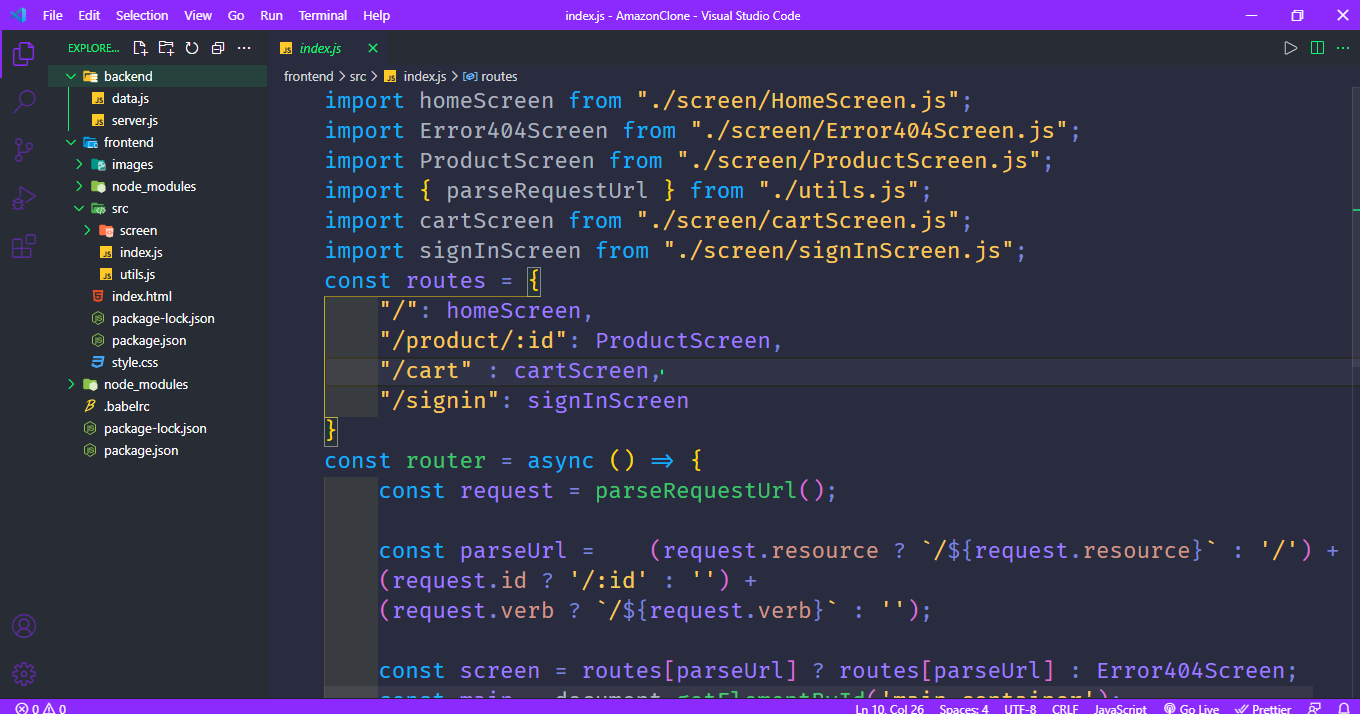 File Edit Selection View Go Run Terminal Help index.js - AmazonClone - Visual Studio Code
EXPLORE...
backend
data.js
server.js
frontend
images
node_modules
src
screen
index.js
utils.js
index.html
package-lock.json
package.json
style.css
node_modules
.babelrc
package-lock.json
package.json
index.js
frontend > src > index.js > routes
import homeScreen from "./screen/HomeScreen.js";
import Error404Screen from "./screen/Error404Screen.js";
import ProductScreen from "./screen/ProductScreen.js";
import { parseRequestUrl } from "./utils.js";
import cartScreen from "./screen/cartScreen.js";
import signInScreen from "./screen/signInScreen.js";
const routes = {
"/": homeScreen,
"/product/:id": ProductScreen,
"/cart" : cartScreen,
"/signin": signInScreen
}
const router = async () => {
const request = parseRequestUrl();
const parseUrl =    (request.resource ? `/${request.resource}` : '/') +
(request.id ? '/:id' : '') +
(request.verb ? `/${request.verb}` : '');
const screen = routes[parseUrl] ? routes[parseUrl] : Error404Screen;
const main = document.getElementById('main-container');
0 0 Ln 10, Col 26 Spaces: 4 UTF-8 CRLF JavaScript Go Live Prettier